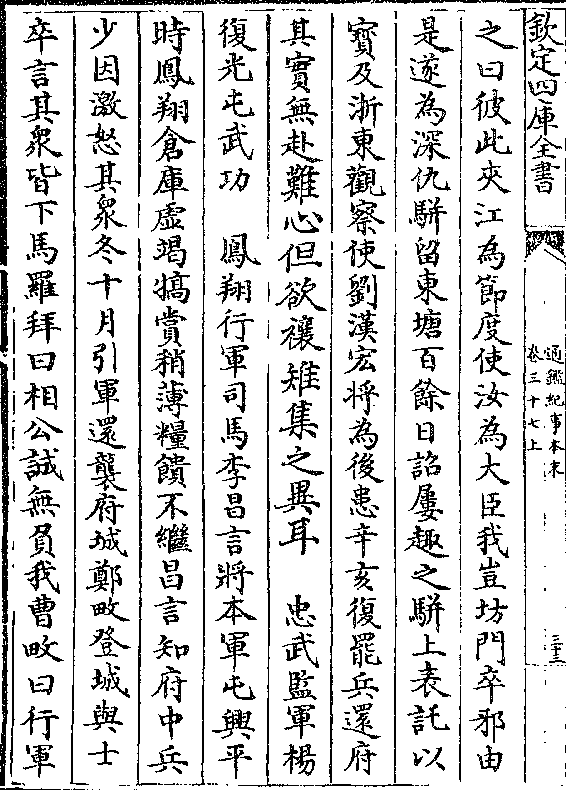 欽定四庫全書
通鑑紀事本末
卷三十七上
三十三
之曰彼此夾江為節度使汝為大臣我豈坊門卒邪由
是遂為深仇駢留東塘百餘日詔屢趣之駢上表託以
寶及浙東觀察使劉漢宏將為後患辛亥復罷兵還府
其實無赴難心但欲禳雉集之異耳 忠武監軍楊
復光屯武功 鳳翔行軍司馬李昌言將本軍屯興平
時鳳翔倉庫虛竭犒賞稍薄糧饋不繼昌言知府中兵
少因激怒其衆冬十月引軍還襲府城鄭畋登城與士
卒言其衆皆下馬羅拜曰相公誠無負我曹畋曰行軍